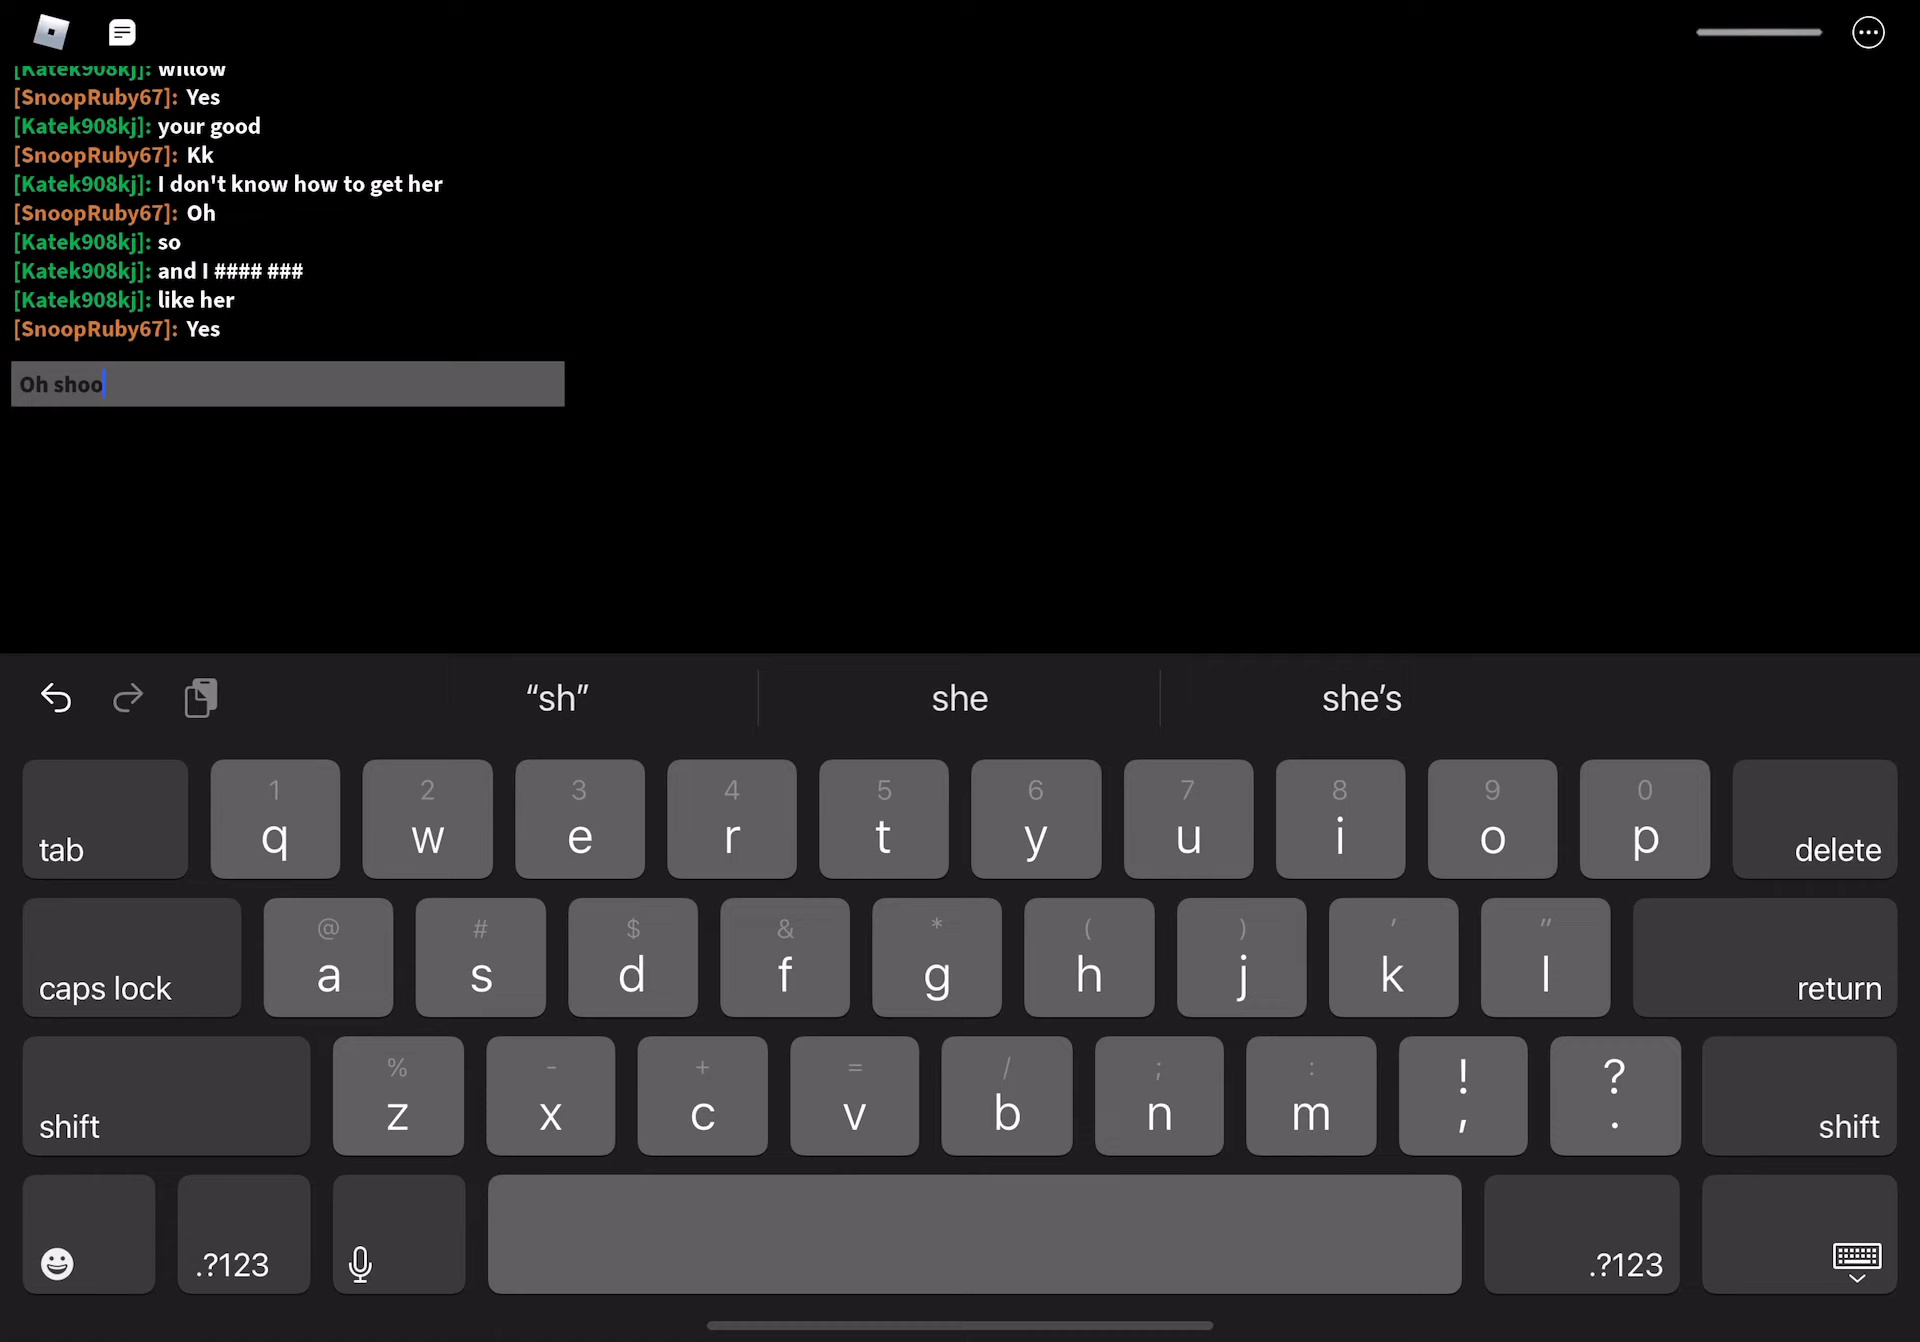 [Katek908kj]: willow
[SnoopRuby67]: Yes
[Katek908kj]: your good
[SnoopRuby67]: Kk
[Katek908kj]: I don't know how to get her
[SnoopRuby67]: Oh
[Katek908kj]: so
[Katek908kj]: and I #### ###
[Katek908kj]: like her
[SnoopRuby67]: Yes
Oh shoo
“sh” she she’s
tab 1 q 2 w 3 e 4 r 5 t 6 y 7 u 8 i 9 o 0 p delete
caps lock @ a # s $ d & f * g ( h ) j ' k " l return
shift % z - x + c = v / b ; n : m ! , ? . shift
.?123 .?123